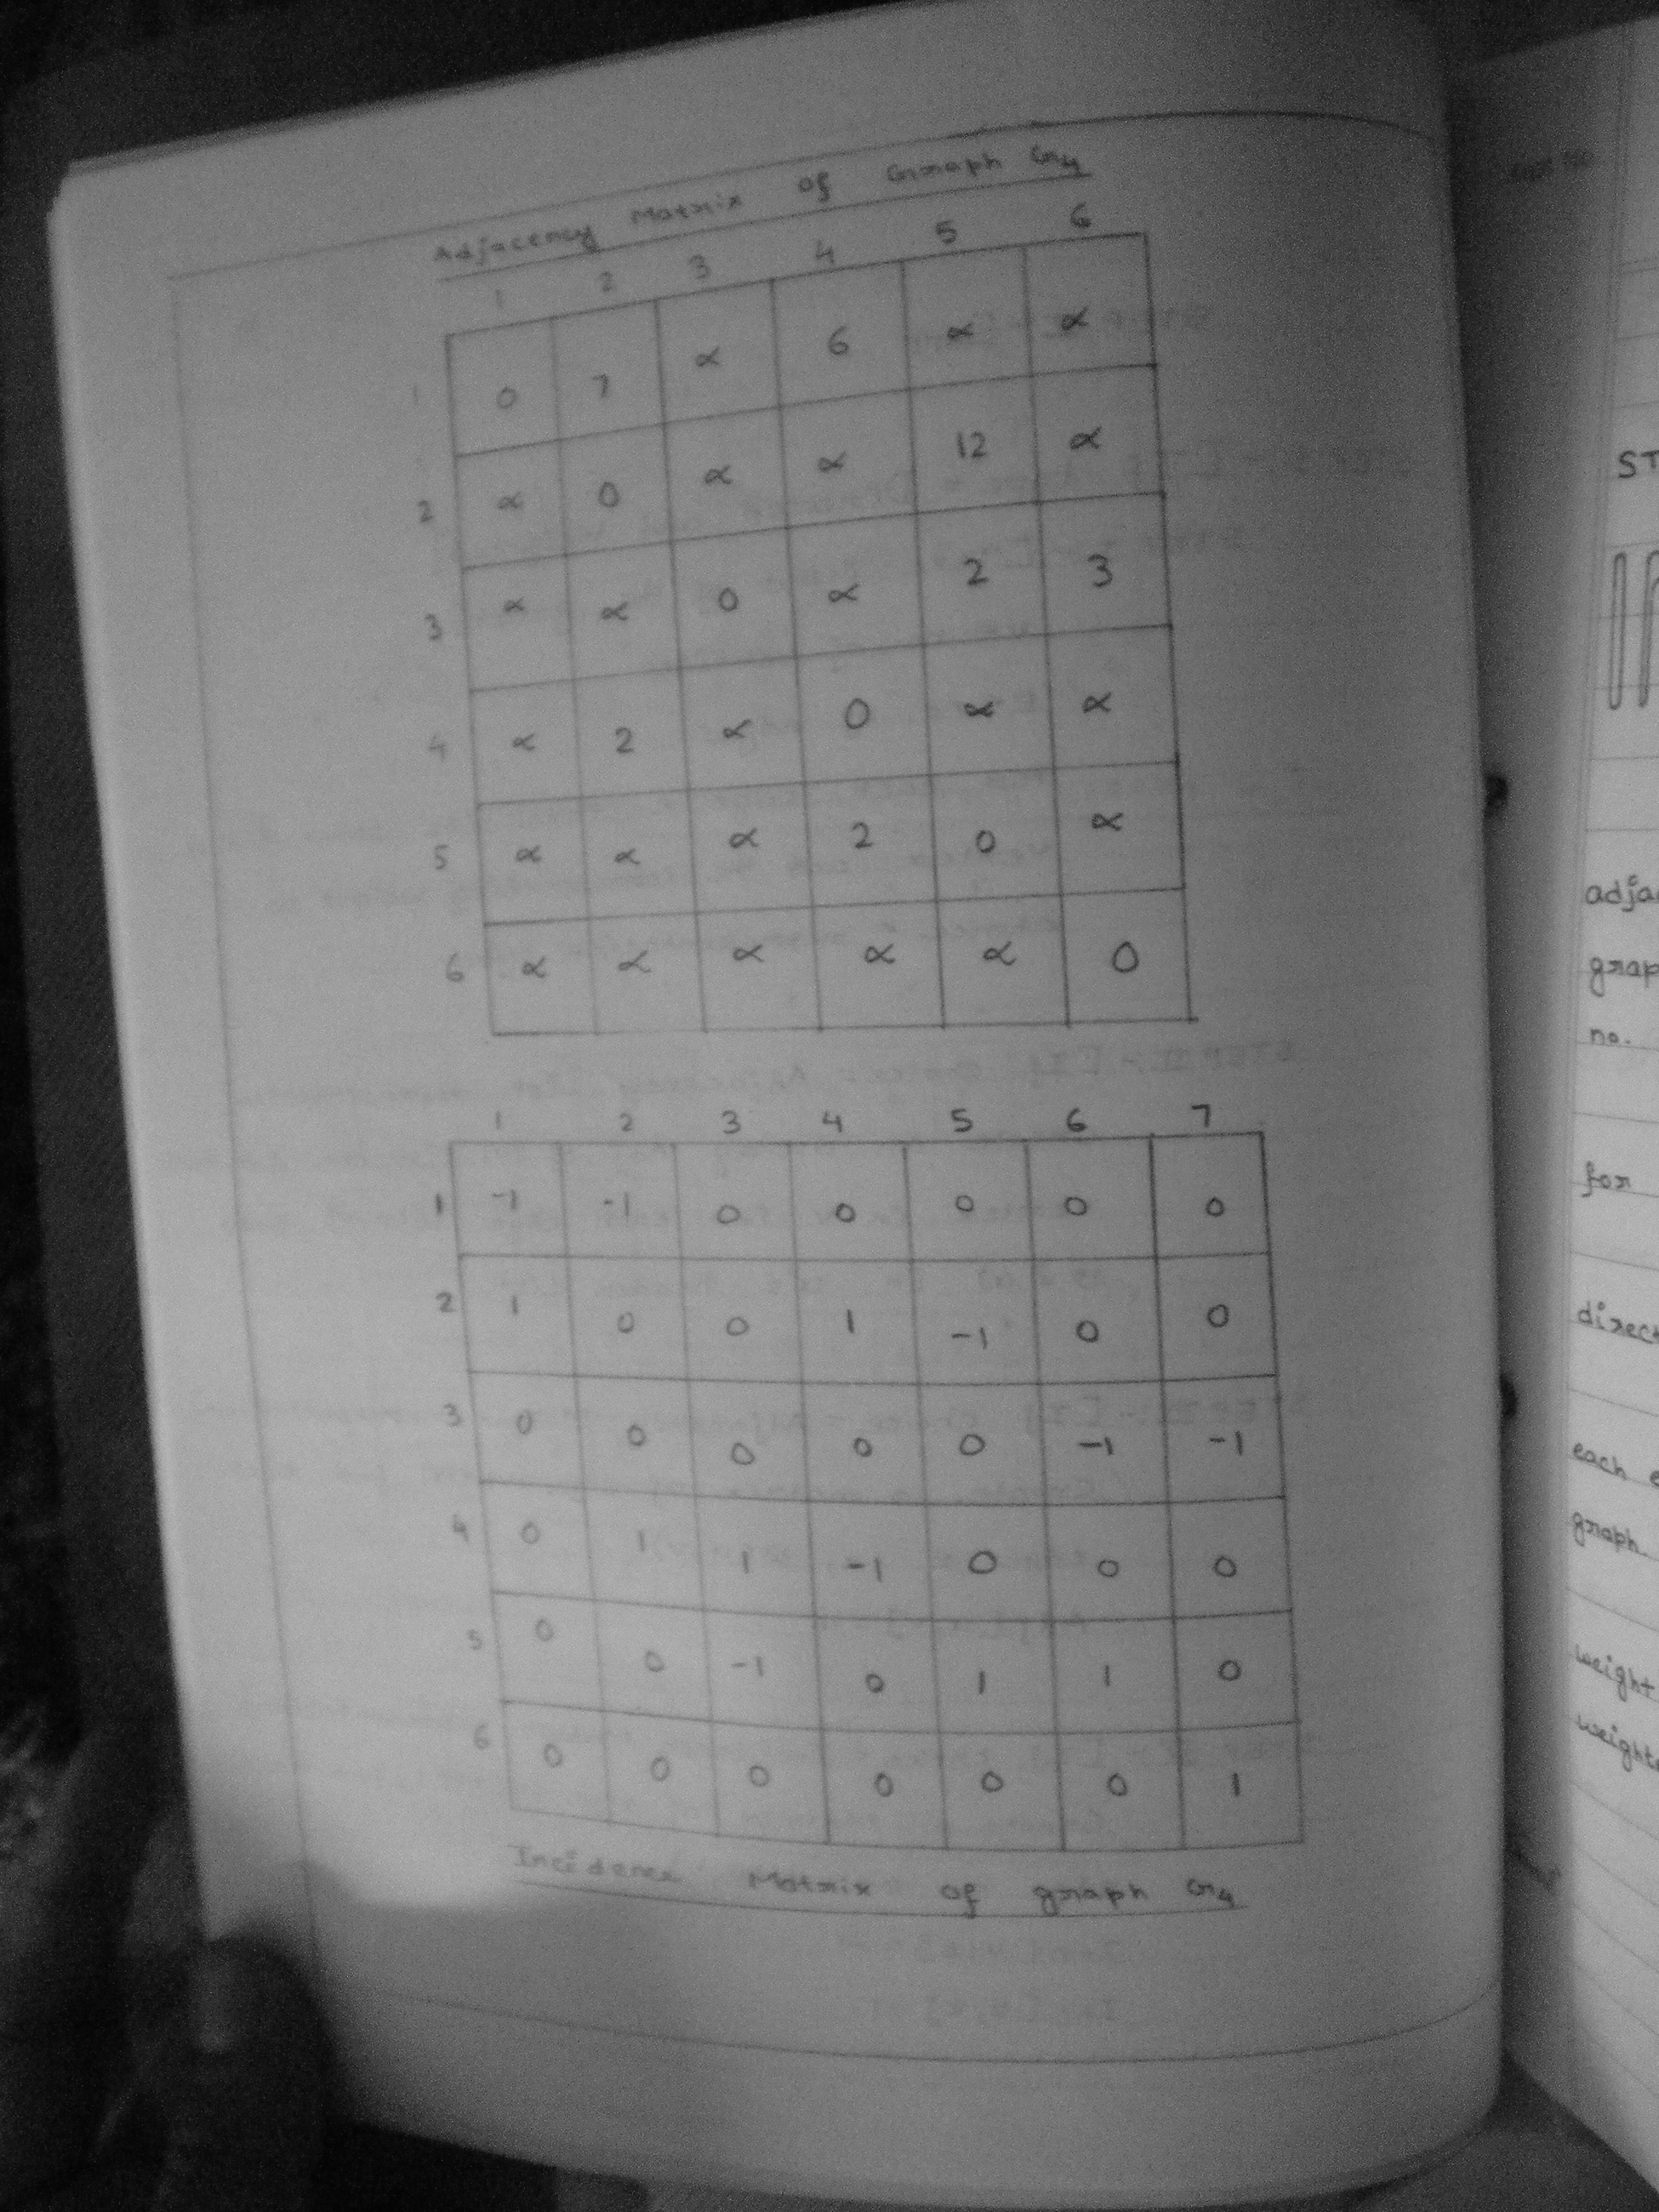 Adjacency Matrix of Graph G4
1 2 3 4 5 6
1 0 7 ∝ 6 ∝ ∝
2 ∝ 0 ∝ ∝ 12 ∝
3 ∝ ∝ 0 ∝ 2 3
4 ∝ 2 ∝ 0 ∝ ∝
5 ∝ ∝ ∝ 2 0 ∝
6 ∝ ∝ ∝ ∝ ∝ 0
1 2 3 4 5 6 7
1 -1 -1 0 0 0 0 0
2 1 0 0 1 -1 0 0
3 0 0 0 0 0 -1 -1
4 0 1 1 -1 0 0 0
5 0 0 -1 0 1 1 0
6 0 0 0 0 0 0 1
Incidence Matrix of graph G4
ST
adja
grap
no.
for
direct
each e
graph.
weight
weighte